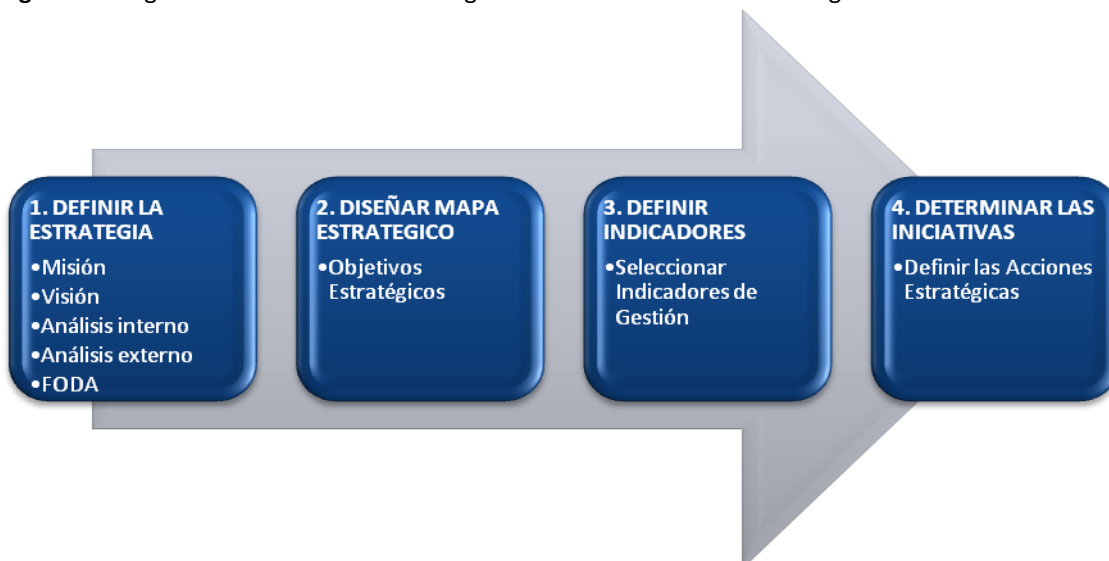 1. DEFINIR LA
ESTRATEGIA
•Misión
•Visión
•Análisis interno
•Análisis externo
•FODA
2. DISEÑAR MAPA
ESTRATEGICO
•Objetivos
Estratégicos
3. DEFINIR
INDICADORES
•Seleccionar
Indicadores de
Gestión
4. DETERMINAR LAS
INICIATIVAS
•Definir las Acciones
Estratégicas